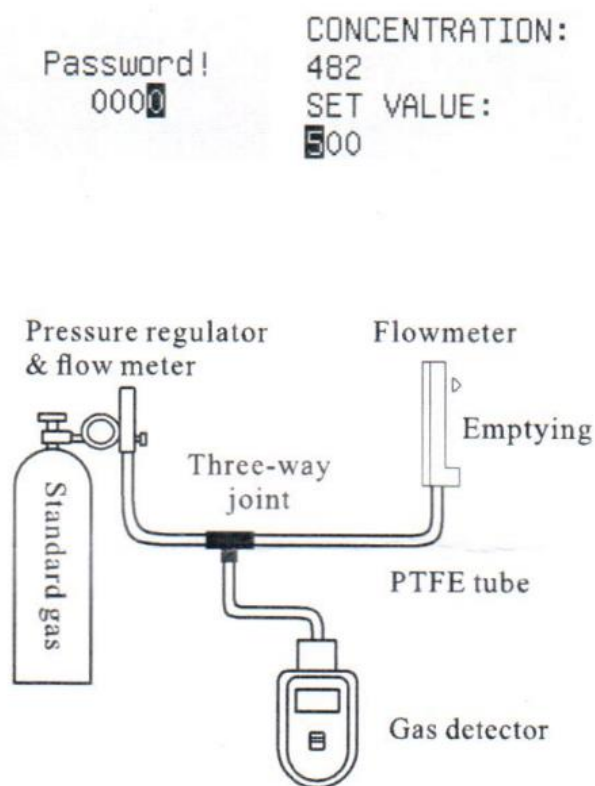 Password!
0000
CONCENTRATION:
482
SET VALUE:
500
Pressure regulator
& flow meter
Flowmeter
Emptying
Three-way
joint
Standard gas
PTFE tube
Gas detector